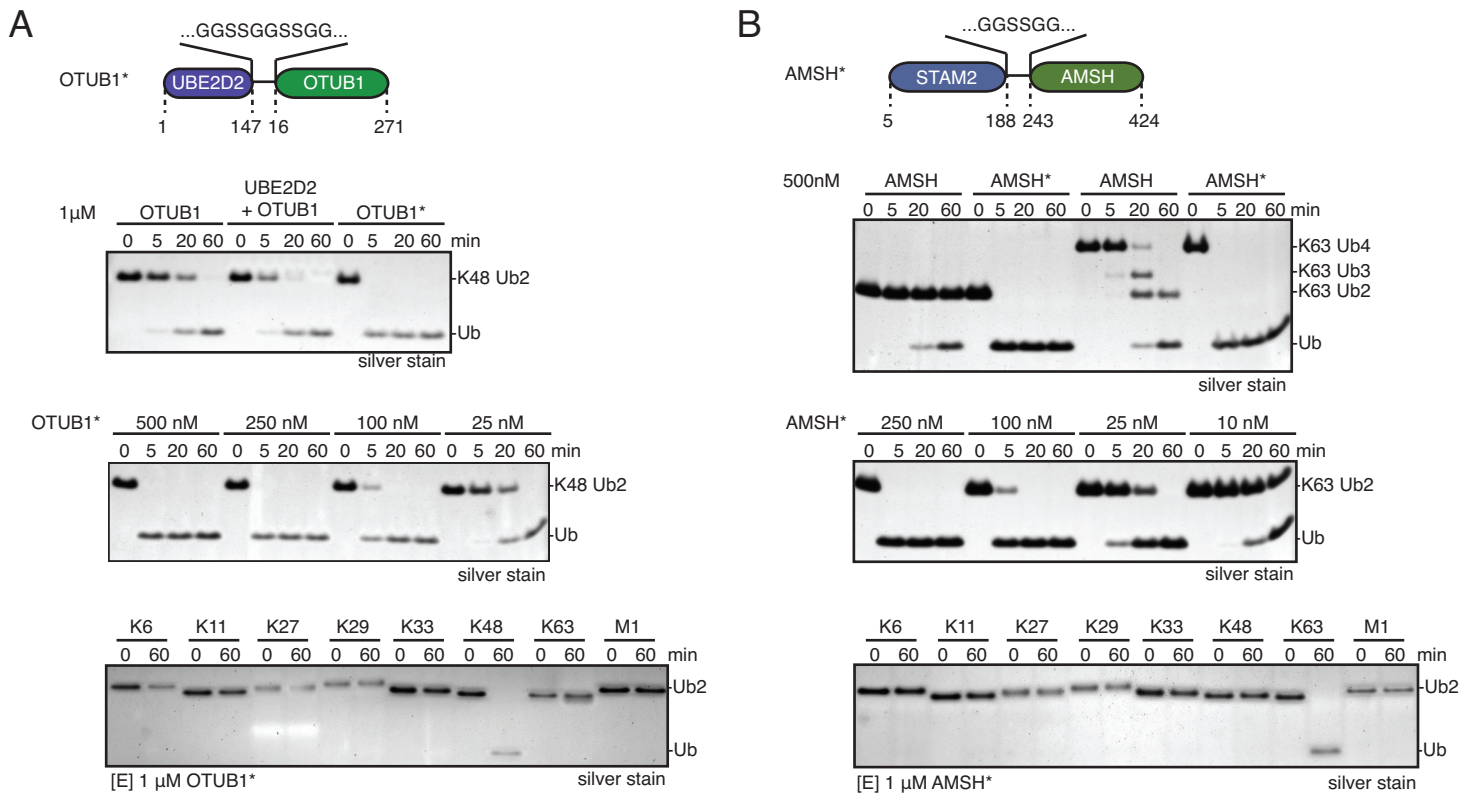 A
...GGSSGGSSGG...
OTUB1*
UBE2D2
OTUB1
1
147
16
271
1µM
OTUB1
UBE2D2
+ OTUB1
OTUB1*
0 5 20 60 0 5 20 60 0 5 20 60 min
K48 Ub2
Ub
silver stain
OTUB1*
500 nM 250 nM 100 nM 25 nM
0 5 20 60 0 5 20 60 0 5 20 60 0 5 20 60 min
K48 Ub2
Ub
silver stain
K6 K11 K27 K29 K33 K48 K63 M1
0 60 0 60 0 60 0 60 0 60 0 60 0 60 0 60 min
Ub2
Ub
[E] 1 µM OTUB1*
silver stain
B
...GGSSGG...
AMSH*
STAM2
AMSH
5
188
243
424
500nM
AMSH AMSH* AMSH AMSH*
0 5 20 60 0 5 20 60 0 5 20 60 0 5 20 60 min
K63 Ub4
K63 Ub3
K63 Ub2
Ub
silver stain
AMSH*
250 nM 100 nM 25 nM 10 nM
0 5 20 60 0 5 20 60 0 5 20 60 0 5 20 60 min
K63 Ub2
Ub
silver stain
K6 K11 K27 K29 K33 K48 K63 M1
0 60 0 60 0 60 0 60 0 60 0 60 0 60 0 60 min
Ub2
Ub
[E] 1 µM AMSH*
silver stain